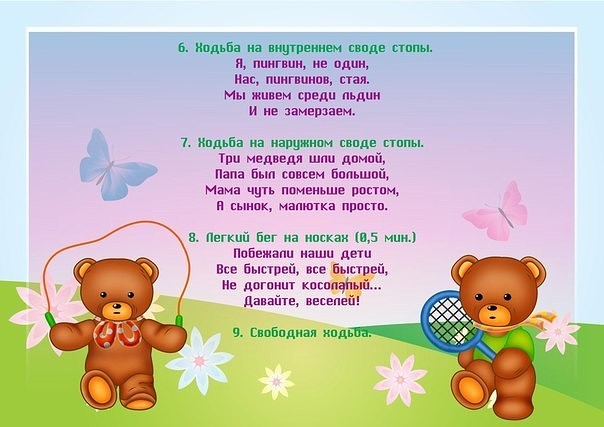 6. Ходьба на внутреннем своде стопы.
Я, пингвин, не один,
Нас, пингвинов, стая.
Мы живем среди льдин
И не замерзаем.
7. Ходьба на наружном своде стопы.
Три медведя шли домой,
Папа был совсем большой,
Мама чуть поменьше ростом,
А сынок, малютка просто.
8. Легкий бег на носках (0,5 мин.)
Побежали наши дети
Все быстрей, все быстрей,
Не догонит косолапый...
Давайте, веселей!
9. Свободная ходьба.